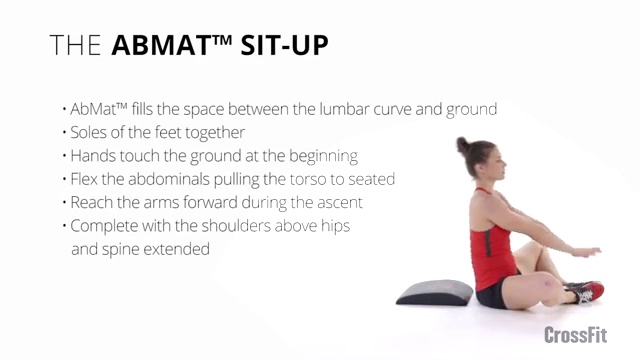 THE ABMAT™ SIT-UP
• AbMat™ fills the space between the lumbar curve and ground
• Soles of the feet together
• Hands touch the ground at the beginning
• Flex the abdominals pulling the torso to seated
• Reach the arms forward during the ascent
• Complete with the shoulders above hips
and spine extended
CrossFit